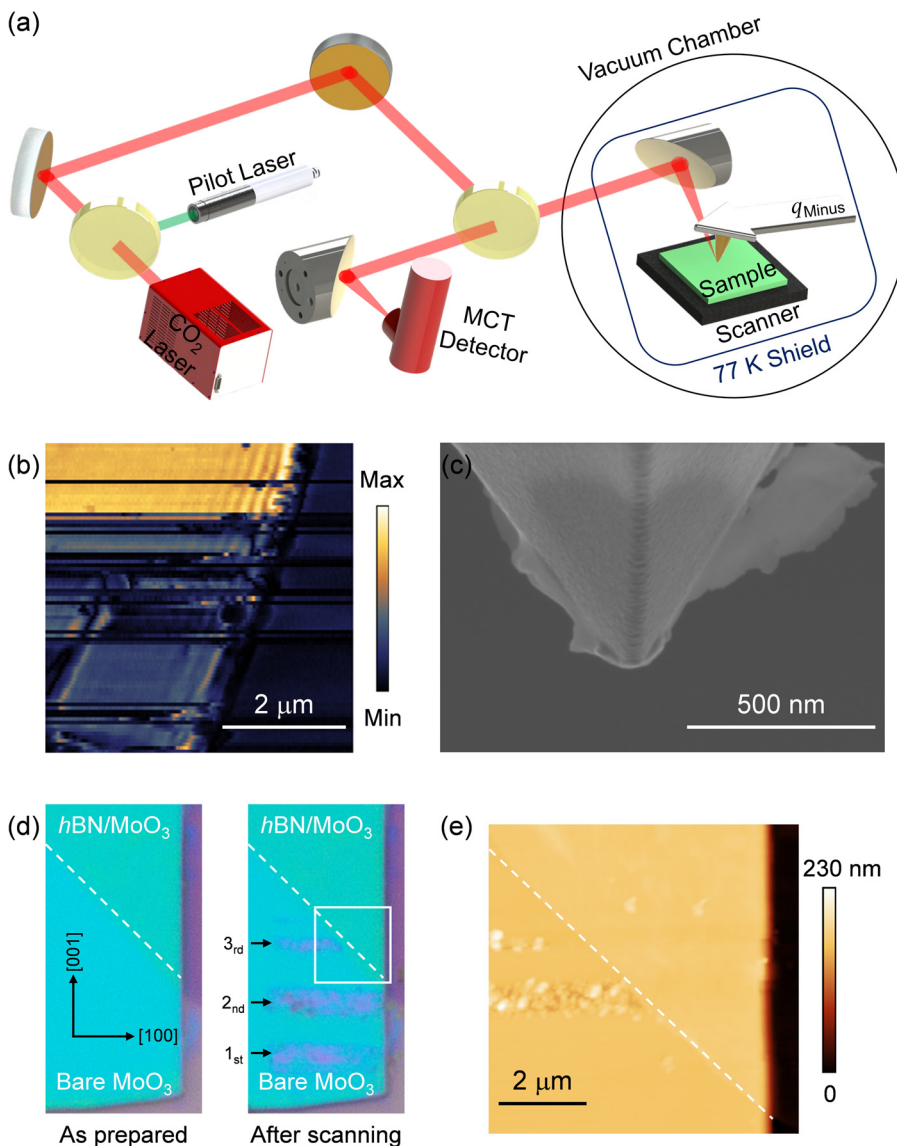 (a)
Vacuum Chamber
Pilot Laser
qMinus
CO2
Laser
MCT
Detector
Sample
Scanner
77 K Shield
(b)
Max
Min
2 μm
(c)
500 nm
(d)
hBN/MoO3
[001]
[100]
Bare MoO3
As prepared
hBN/MoO3
3rd
2nd
1st
Bare MoO3
After scanning
(e)
230 nm
0
2 μm